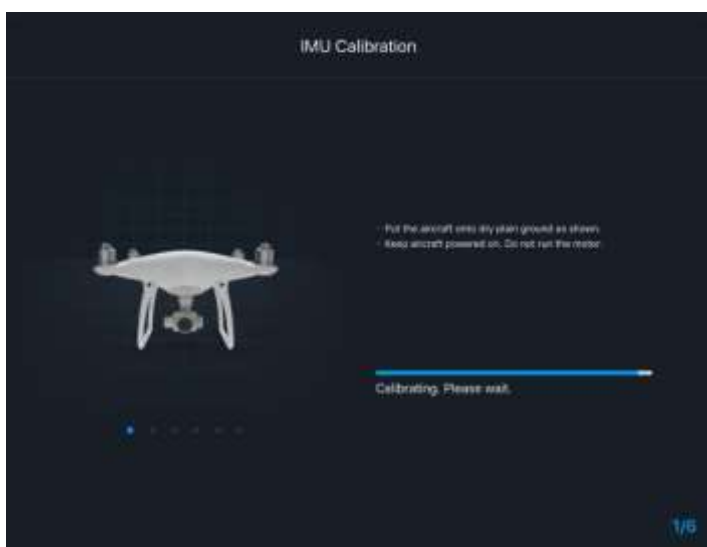 IMU Calibration
- Put the aircraft onto dry plain ground as shown.
- Keep aircraft powered on. Do not run the motor.
Calibrating. Please wait.
1/6